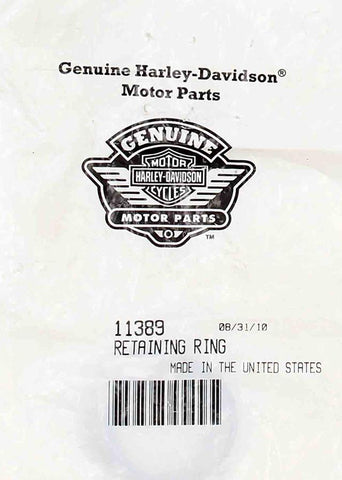 Genuine Harley-Davidson®
Motor Parts
GENUINE
MOTOR
HARLEY-DAVIDSON
CYCLES
MOTOR PARTS
TM
11389 08/31/10
RETAINING RING
MADE IN THE UNITED STATES